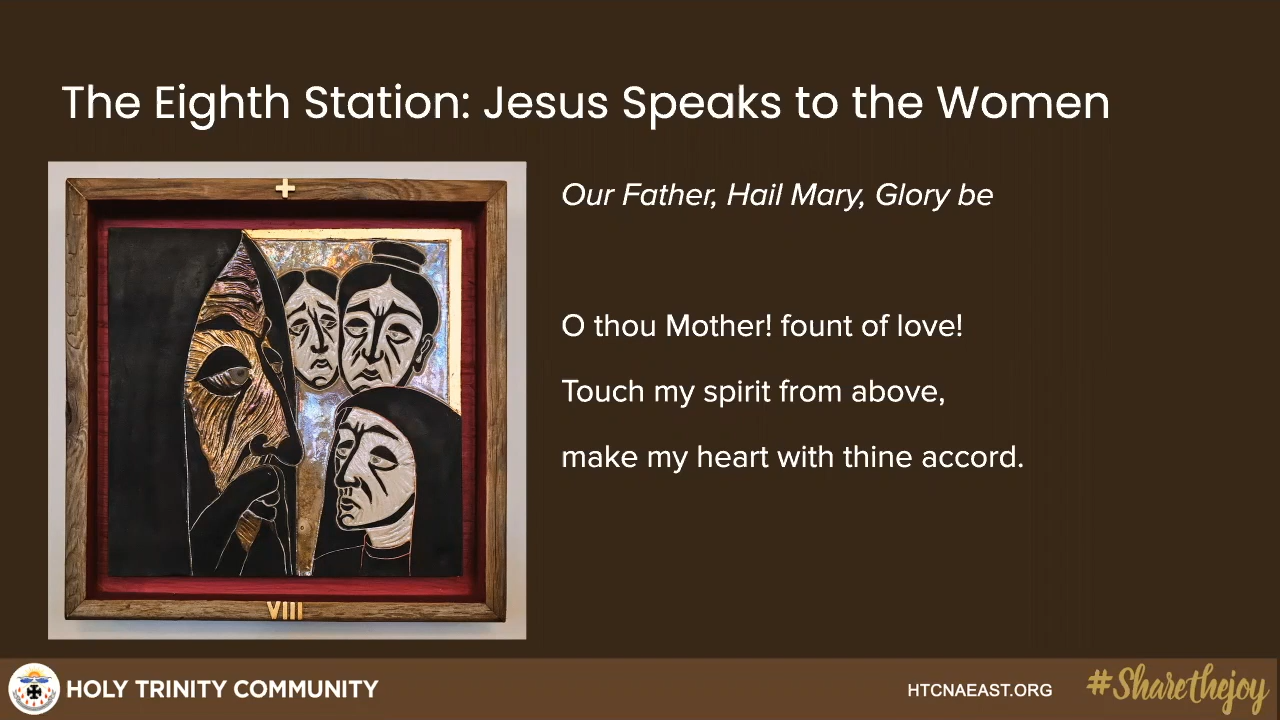 The Eighth Station: Jesus Speaks to the Women
Our Father, Hail Mary, Glory be
O thou Mother! fount of love!
Touch my spirit from above,
make my heart with thine accord.
VIII
HOLY TRINITY COMMUNITY
HTCNAEAST.ORG
#Sharethejoy